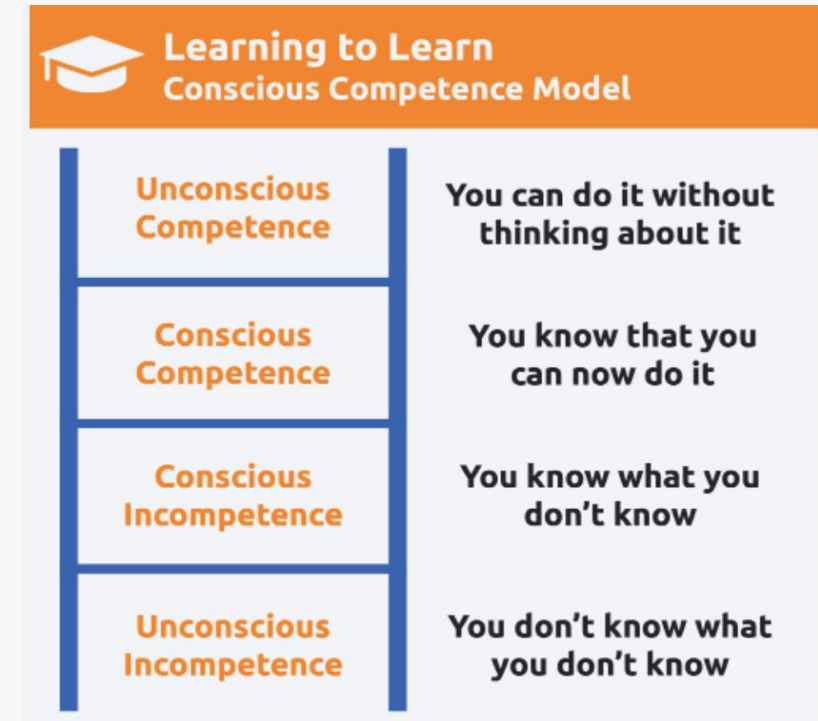 Learning to Learn
Conscious Competence Model
Unconscious
Competence
You can do it without
thinking about it
Conscious
Competence
You know that you
can now do it
Conscious
Incompetence
You know what you
don’t know
Unconscious
Incompetence
You don’t know what
you don’t know